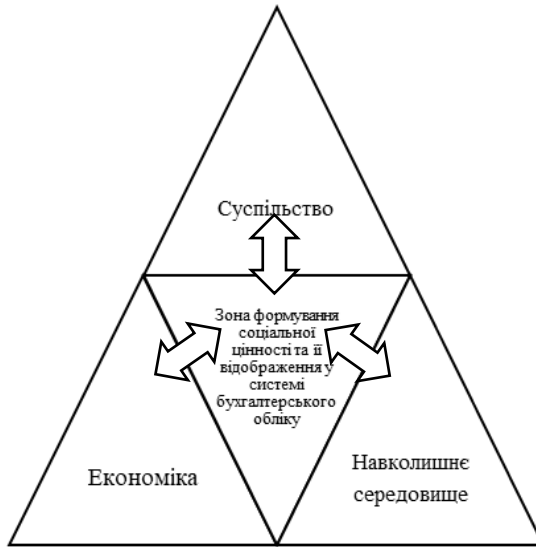 Суспільство
Зона формування
соціальної
цінності та її
відображення у
системі
бухгалтерського
обліку
Економіка
Навколишнє
середовище